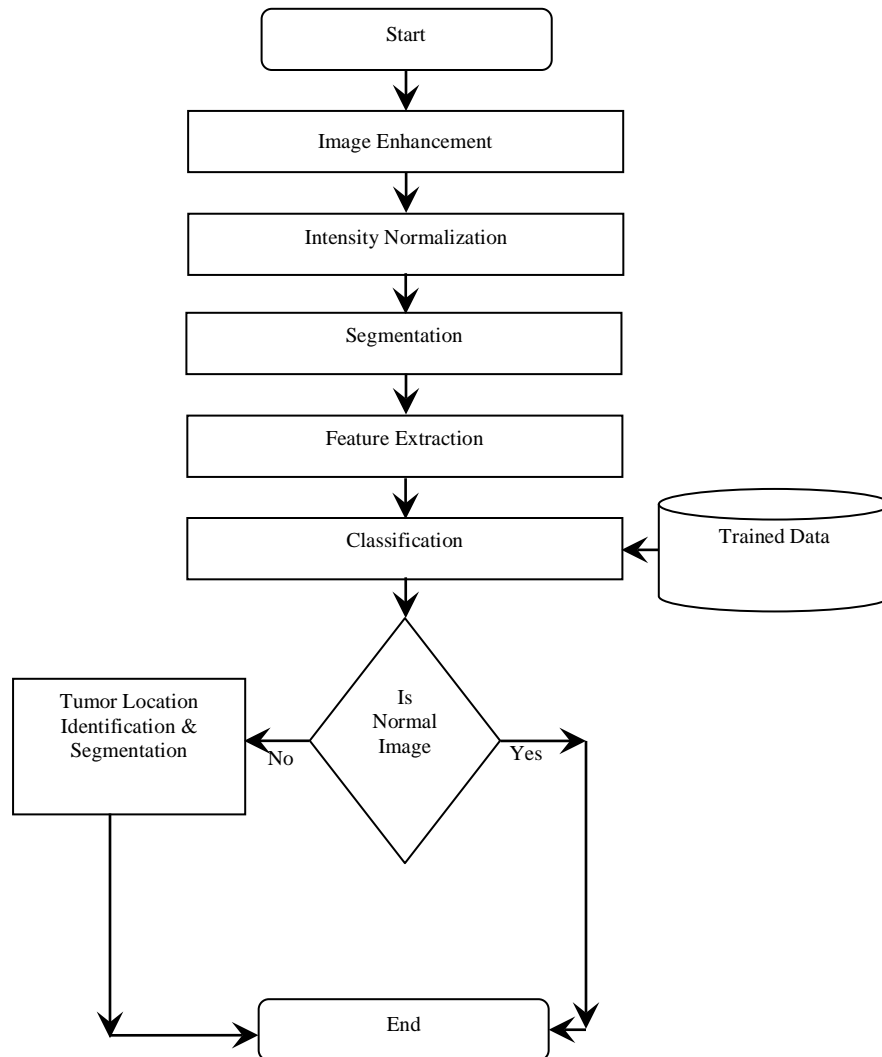 Start
Image Enhancement
Intensity Normalization
Segmentation
Feature Extraction
Classification
Trained Data
Is
Normal
Image
Tumor Location
Identification &
Segmentation
No
Yes
End